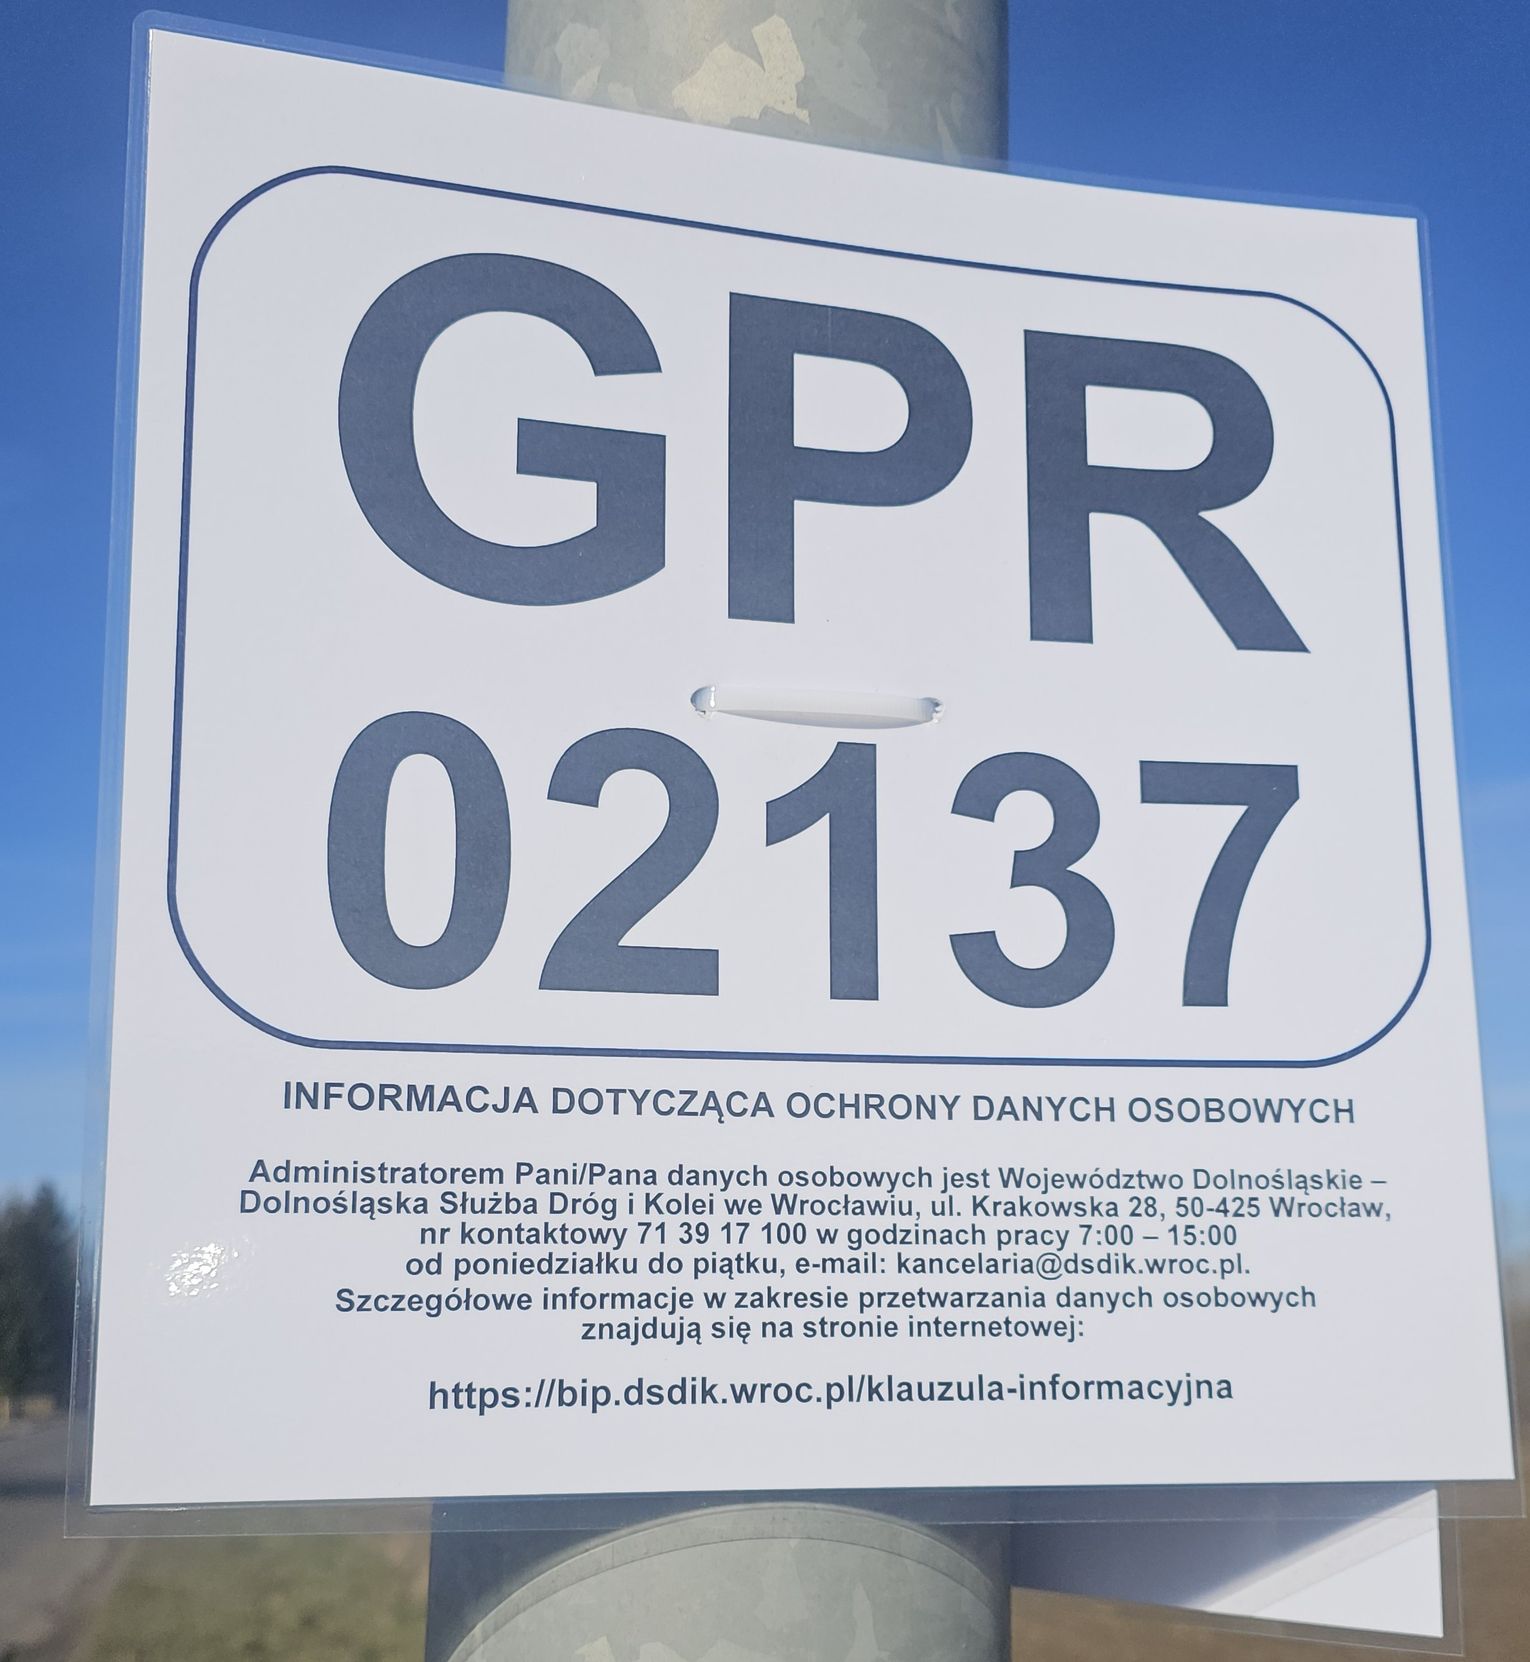 GPR
02137
INFORMACJA DOTYCZĄCA OCHRONY DANYCH OSOBOWYCH
Administratorem Pani/Pana danych osobowych jest Województwo Dolnośląskie –
Dolnośląska Służba Dróg i Kolei we Wrocławiu, ul. Krakowska 28, 50-425 Wrocław,
nr kontaktowy 71 39 17 100 w godzinach pracy 7:00 – 15:00
od poniedziałku do piątku, e-mail: kancelaria@dsdik.wroc.pl.
Szczegółowe informacje w zakresie przetwarzania danych osobowych
znajdują się na stronie internetowej:
https://bip.dsdik.wroc.pl/klauzula-informacyjna